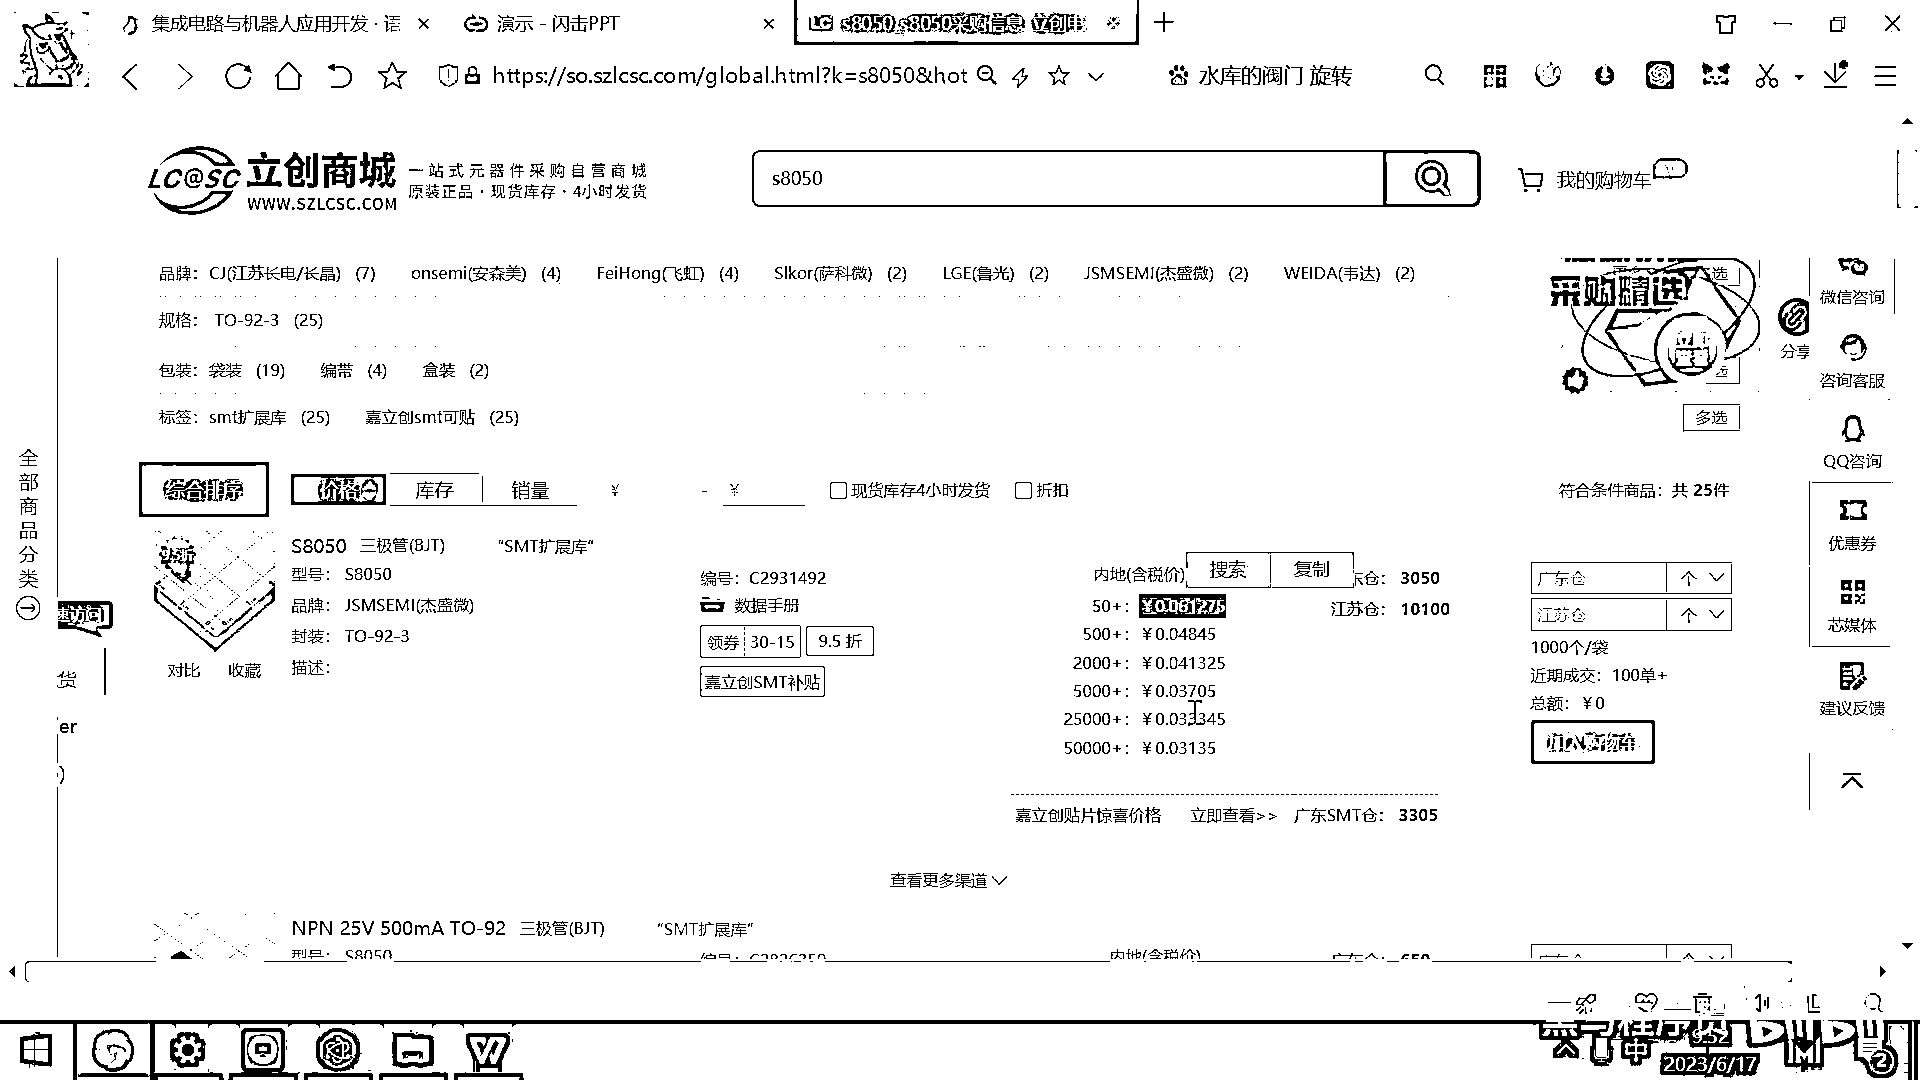 集成电路与机器人应用开发 · 语
演示 - 闪击PPT
s8050,s8050采购信息_立创电
https://so.szlcsc.com/global.html?k=s8050&hot
水库的阀门 旋转
LC@SC 立创商城
WWW.SZLCSC.COM
一站式元器件采购自营商城
原装正品 · 现货库存 · 4小时发货
s8050
我的购物车
品牌： CJ(江苏长电/长晶) (7) onsemi(安森美) (4) FeiHong(飞虹) (4) Slkor(萨科微) (2) LGE(鲁光) (2) JSMSEMI(杰盛微) (2) WEIDA(韦达) (2)
规格： TO-92-3 (25)
包装： 袋装 (19) 编带 (4) 盒装 (2)
标签： smt扩展库 (25) 嘉立创smt可贴 (25)
多选
采购精选
分享
微信咨询
咨询客服
QQ咨询
优惠券
芯媒体
建议反馈
全部商品分类
综合排序 价格 库存 销量 ¥ - ¥ 现货库存4小时发货 折扣
符合条件商品：共 25件
S8050 三极管(BJT) “SMT扩展库“
型号： S8050
品牌： JSMSEMI(杰盛微)
封装： TO-92-3
描述：
对比 收藏
编号： C2931492
数据手册
领券 30-15 9.5 折
嘉立创SMT补贴
搜索 复制
内地(含税价)
50+： ￥0.061275
500+： ￥0.04845
2000+： ￥0.041325
5000+： ￥0.03705
25000+： ￥0.033345
50000+： ￥0.03135
东仓： 3050
江苏仓： 10100
广东仓 个
江苏仓 个
1000个/袋
近期成交：100单+
总额：￥0
加入购物车
嘉立创贴片惊喜价格 立即查看>> 广东SMT仓： 3305
查看更多渠道
货
er
NPN 25V 500mA TO-92 三极管(BJT) “SMT扩展库“
型号： S8050
内地(含税价)
中
2023/6/17